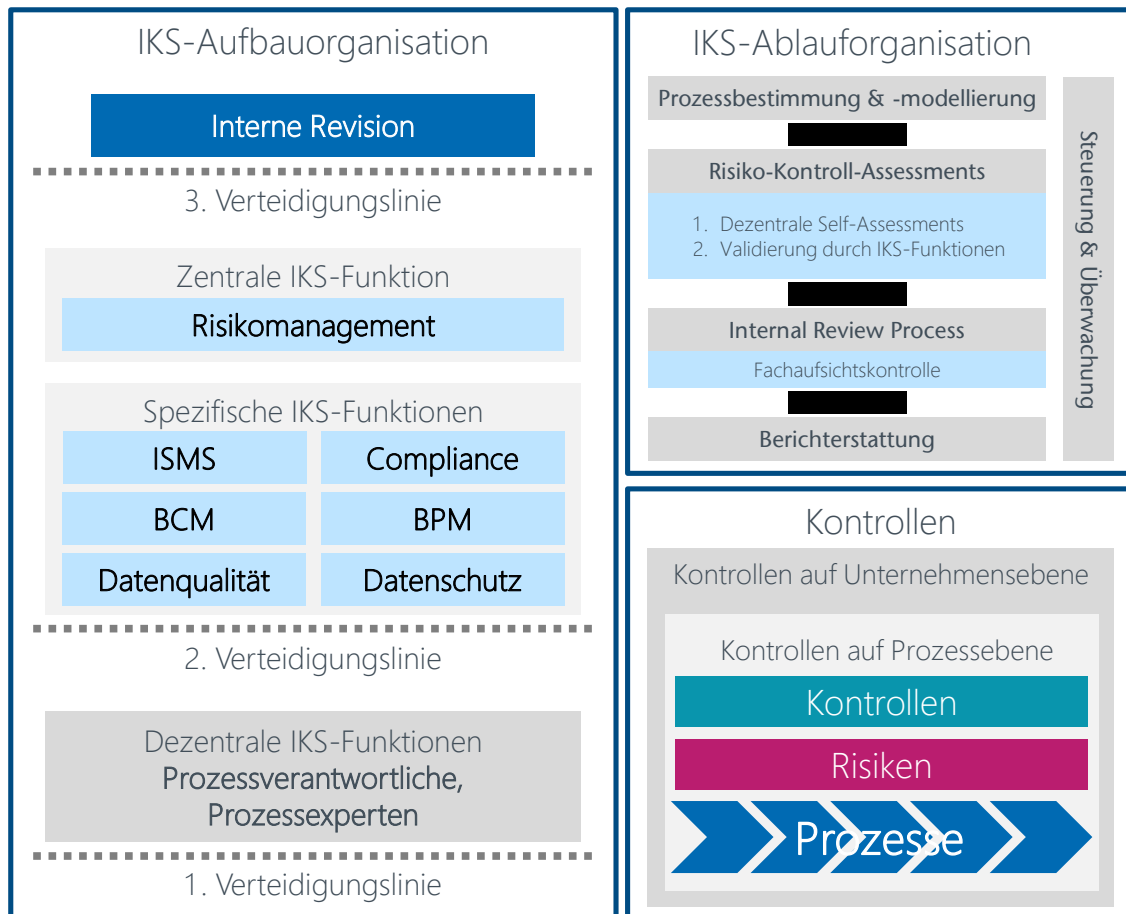 IKS-Aufbauorganisation
Interne Revision
3. Verteidigungslinie
Zentrale IKS-Funktion
Risikomanagement
Spezifische IKS-Funktionen
ISMS
Compliance
BCM
BPM
Datenqualität
Datenschutz
2. Verteidigungslinie
Dezentrale IKS-Funktionen
Prozessverantwortliche,
Prozessexperten
1. Verteidigungslinie
IKS-Ablauforganisation
Prozessbestimmung & -modellierung
Risiko-Kontroll-Assessments
1. Dezentrale Self-Assessments
2. Validierung durch IKS-Funktionen
Internal Review Process
Fachaufsichtskontrolle
Berichterstattung
Steuerung & Überwachung
Kontrollen
Kontrollen auf Unternehmensebene
Kontrollen auf Prozessebene
Kontrollen
Risiken
Prozesse